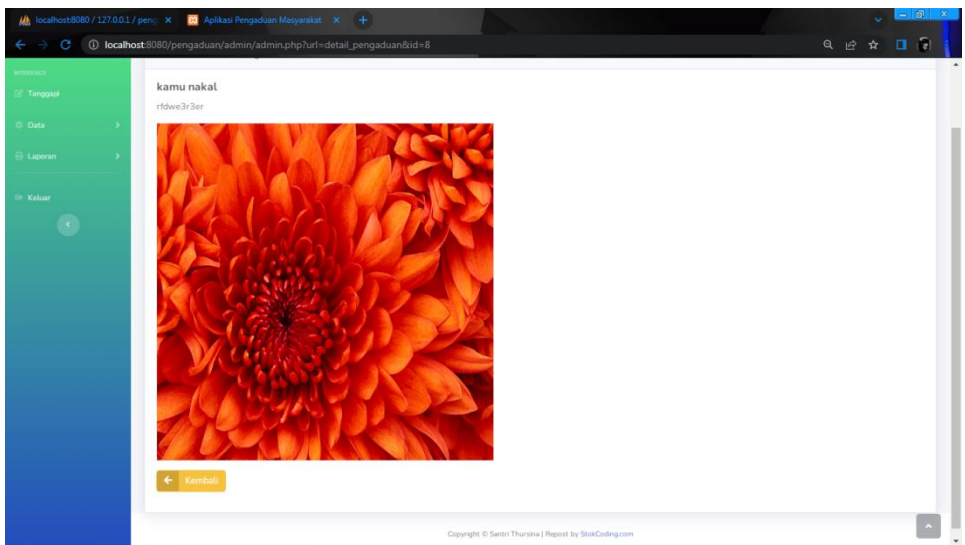 localhost:8080 / 127.0.0.1 / peng
Aplikasi Pengaduan Masyarakat
localhost:8080/pengaduan/admin/admin.php?url=detail_pengaduan&id=8
INTERFACE
Tanggapi
Data
Laporan
Keluar
kamu nakal
rfdwe3r3er
Kembali
Copyright © Santri Thursina | Repost by StokCoding.com